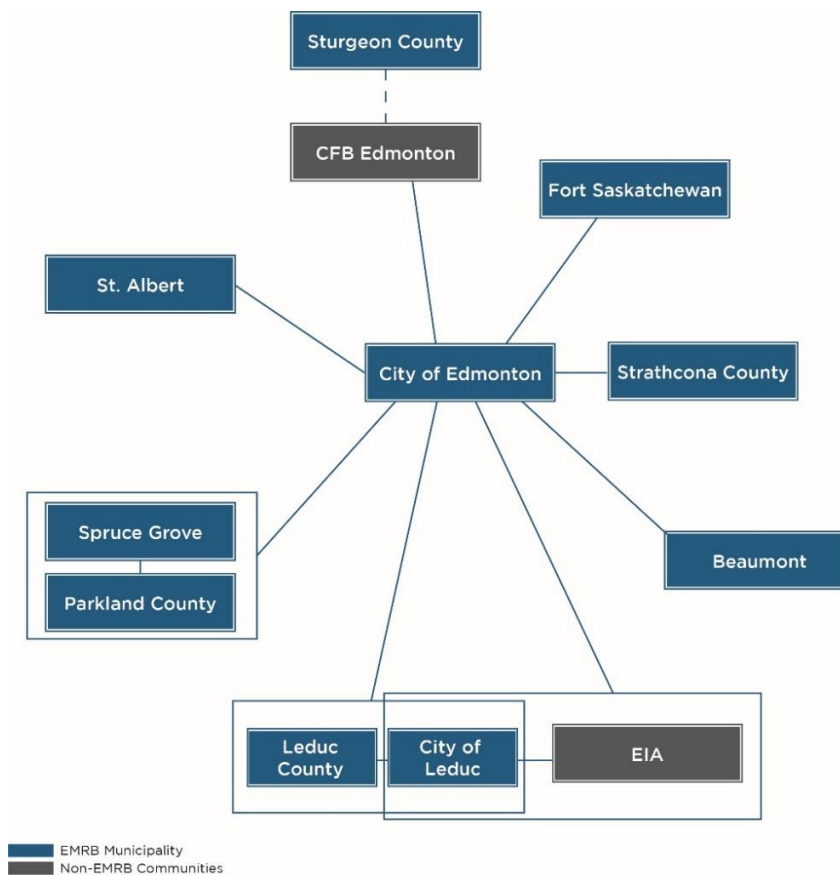 Sturgeon County
CFB Edmonton
Fort Saskatchewan
St. Albert
City of Edmonton
Strathcona County
Spruce Grove
Beaumont
Parkland County
Leduc
County
City of
Leduc
EIA
EMRB Municipality
Non-EMRB Communities